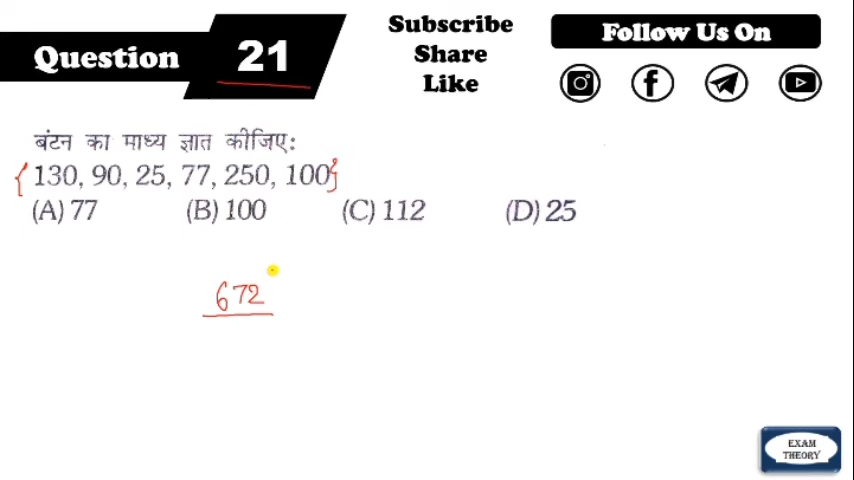 Question 21
Subscribe
Share
Like
Follow Us On
बंटन का माध्य ज्ञात कीजिए:
{130, 90, 25, 77, 250, 100}
(A) 77 (B) 100 (C) 112 (D) 25
672
EXAM
THEORY